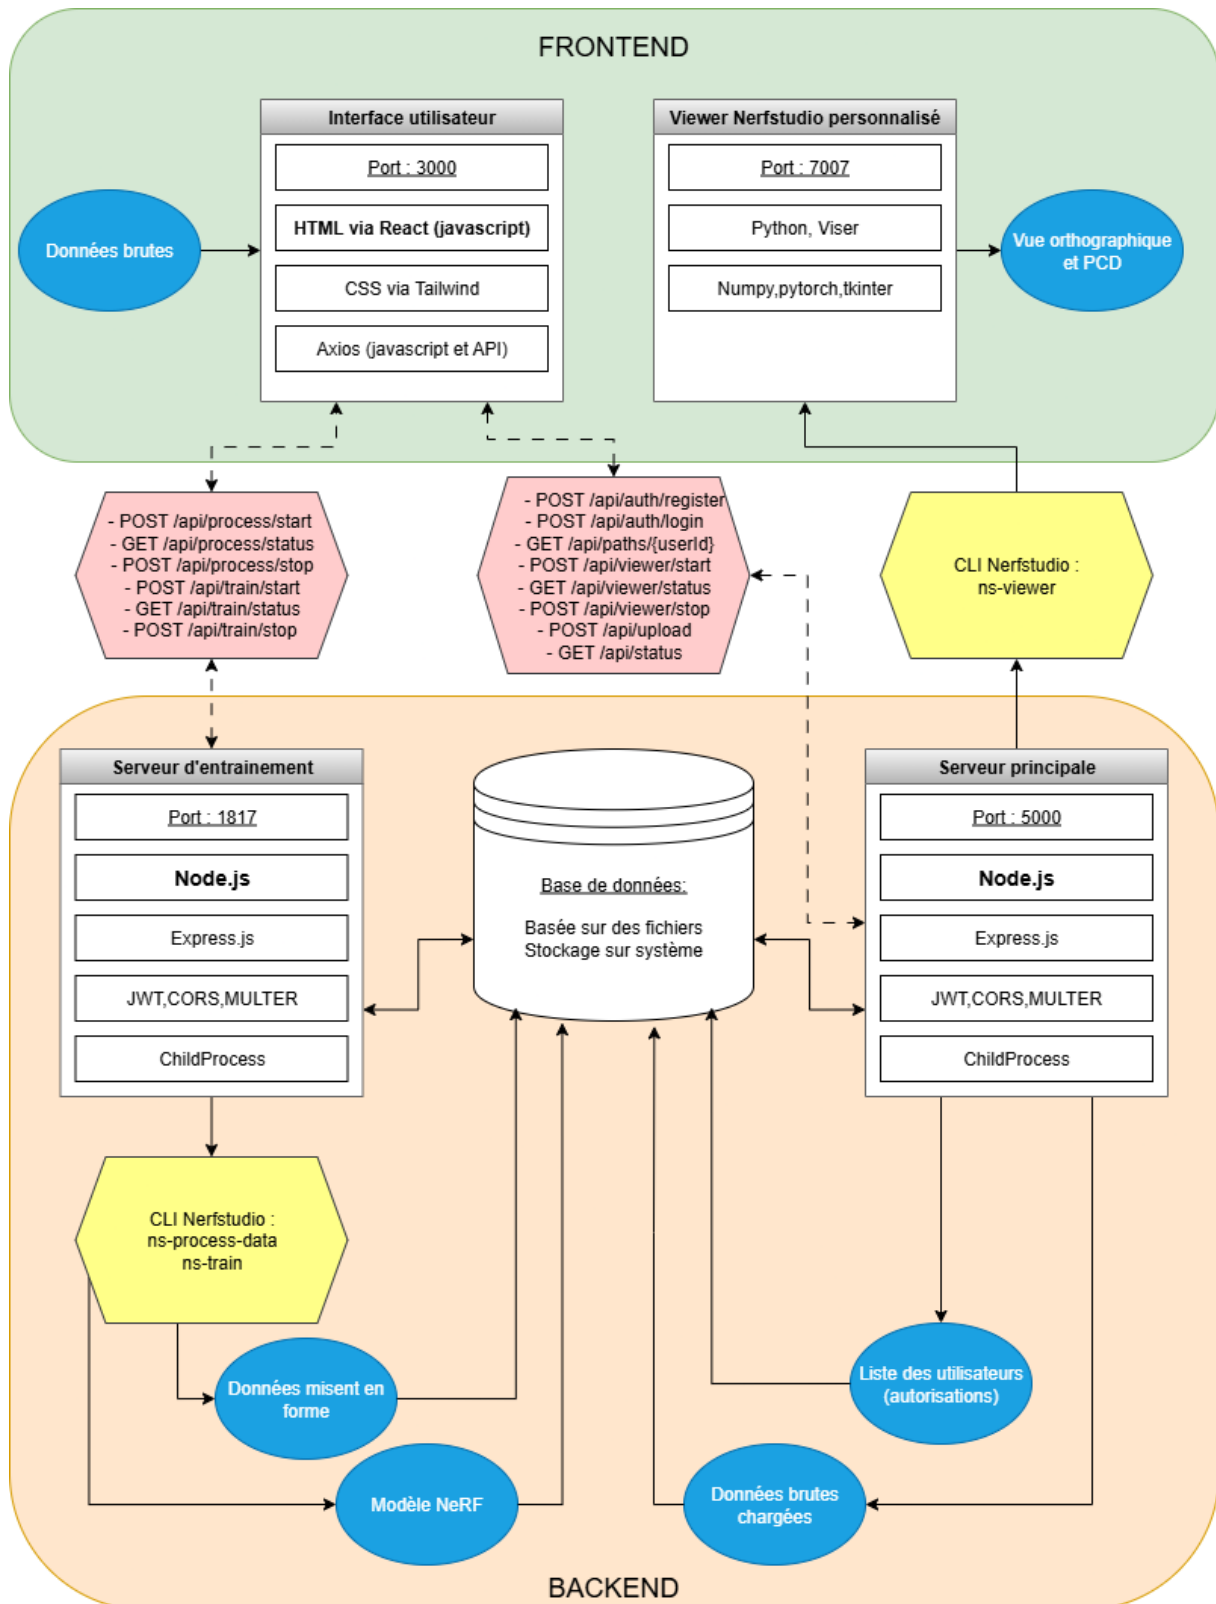 FRONTEND
Interface utilisateur
Port : 3000
HTML via React (javascript)
CSS via Tailwind
Axios (javascript et API)
Viewer Nerfstudio personnalisé
Port : 7007
Python, Viser
Numpy,pytorch,tkinter
Données brutes
Vue orthographique
et PCD
- POST /api/process/start
- GET /api/process/status
- POST /api/process/stop
- POST /api/train/start
- GET /api/train/status
- POST /api/train/stop
- POST /api/auth/register
- POST /api/auth/login
- GET /api/paths/{userId}
- POST /api/viewer/start
- GET /api/viewer/status
- POST /api/viewer/stop
- POST /api/upload
- GET /api/status
CLI Nerfstudio :
ns-viewer
Serveur d'entrainement
Port : 1817
Node.js
Express.js
JWT,CORS,MULTER
ChildProcess
Base de données:
Basée sur des fichiers
Stockage sur système
Serveur principale
Port : 5000
Node.js
Express.js
JWT,CORS,MULTER
ChildProcess
CLI Nerfstudio :
ns-process-data
ns-train
Données misent en
forme
Modèle NeRF
Liste des utilisateurs
(autorisations)
Données brutes
chargées
BACKEND